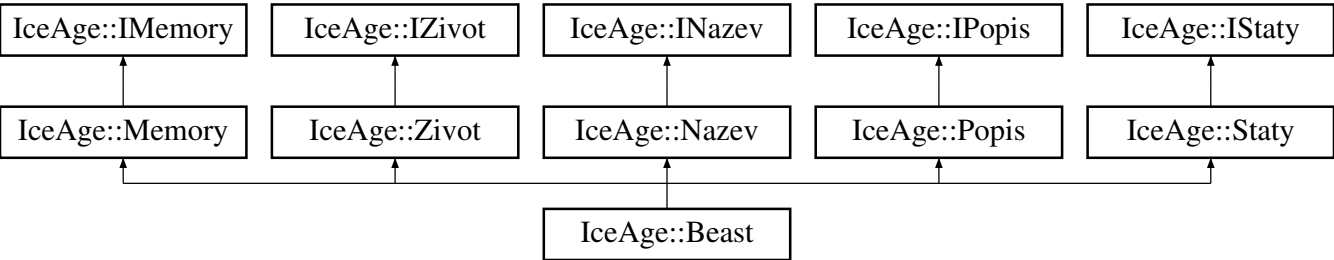 IceAge::IMemory IceAge::IZivot IceAge::INazev IceAge::IPopis IceAge::IStaty
IceAge::Memory IceAge::Zivot IceAge::Nazev IceAge::Popis IceAge::Staty
IceAge::Beast